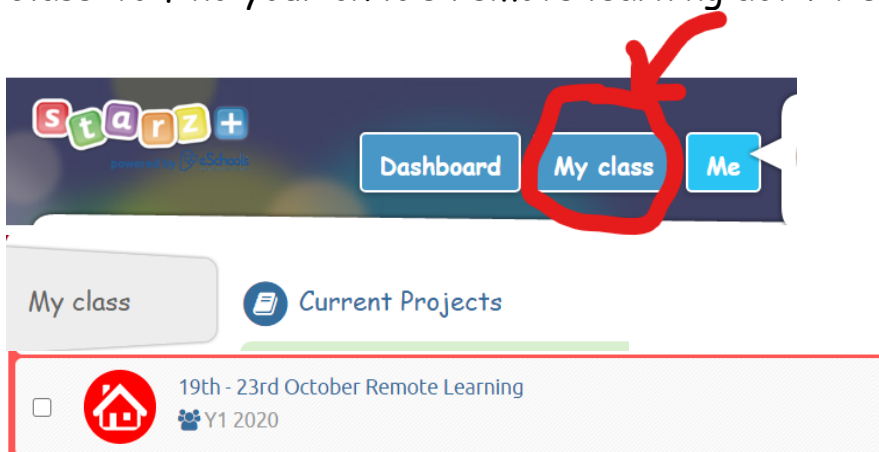 starz+
powered by eSchools
Dashboard My class Me
My class
Current Projects
19th - 23rd October Remote Learning
Y1 2020